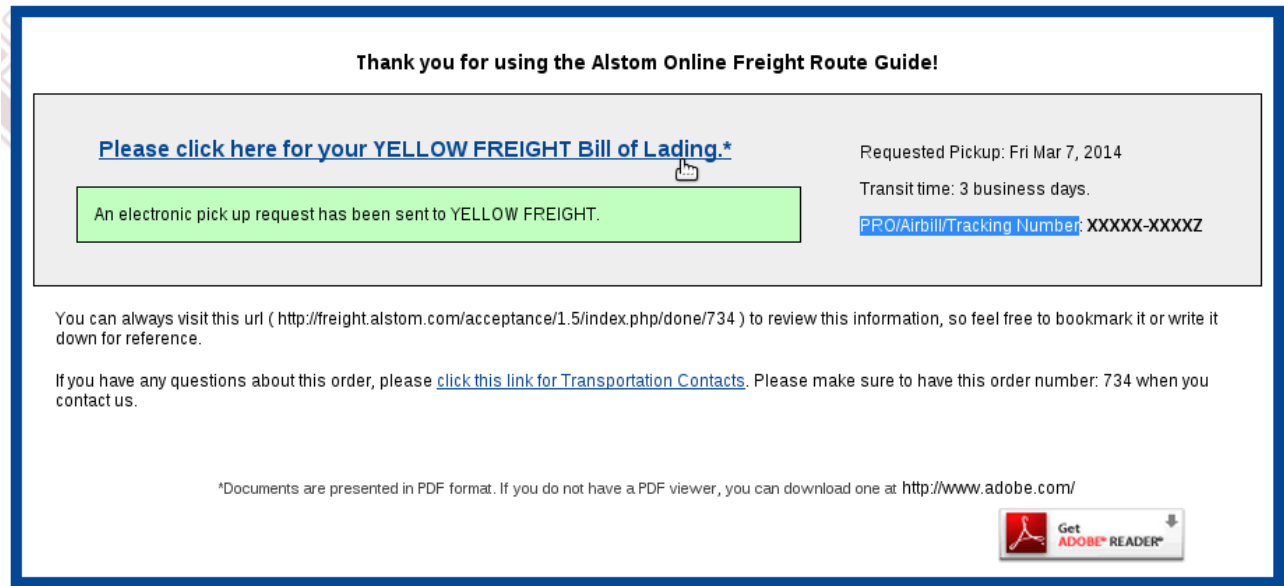 Thank you for using the Alstom Online Freight Route Guide!
Please click here for your YELLOW FREIGHT Bill of Lading.*
An electronic pick up request has been sent to YELLOW FREIGHT.
Requested Pickup: Fri Mar 7, 2014
Transit time: 3 business days.
PRO/Airbill/Tracking Number: XXXXX-XXXXZ
You can always visit this url ( http://freight.alstom.com/acceptance/1.5/index.php/done/734 ) to review this information, so feel free to bookmark it or write it
down for reference.
If you have any questions about this order, please click this link for Transportation Contacts. Please make sure to have this order number: 734 when you
contact us.
*Documents are presented in PDF format. If you do not have a PDF viewer, you can download one at http://www.adobe.com/
Get
ADOBE® READER®